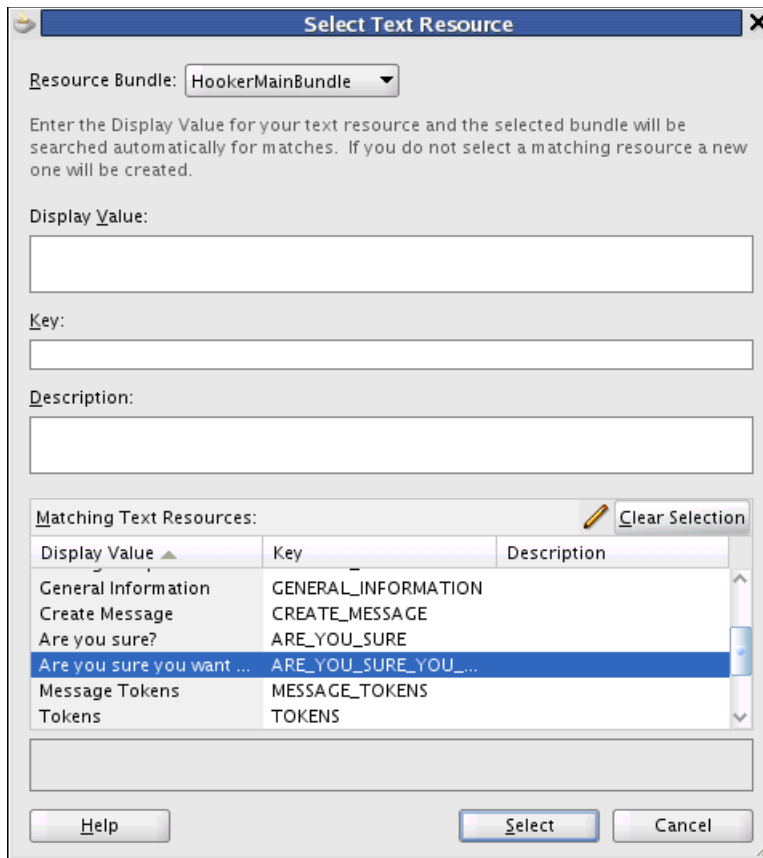 Select Text Resource
Resource Bundle: HookerMainBundle
Enter the Display Value for your text resource and the selected bundle will be
searched automatically for matches. If you do not select a matching resource a new
one will be created.
Display Value:
Key:
Description:
Matching Text Resources: Clear Selection
Display Value Key Description
General Information GENERAL_INFORMATION
Create Message CREATE_MESSAGE
Are you sure? ARE_YOU_SURE
Are you sure you want ... ARE_YOU_SURE_YOU_...
Message Tokens MESSAGE_TOKENS
Tokens TOKENS
Help Select Cancel